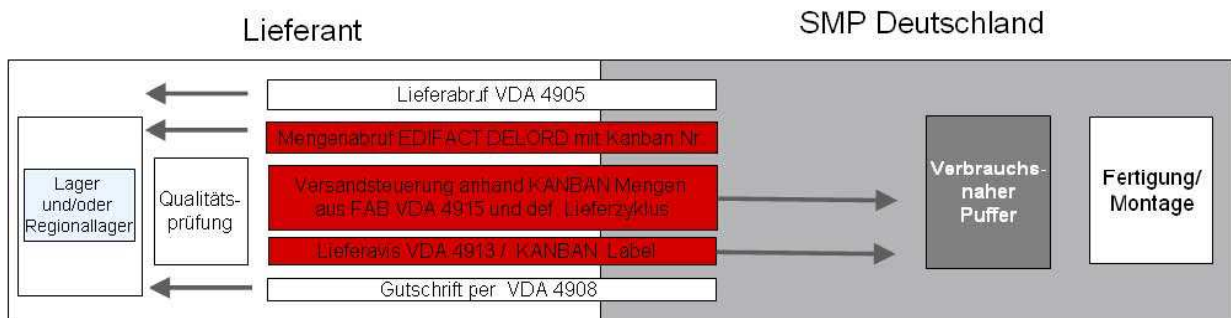 Lieferant
SMP Deutschland
Lieferabruf VDA 4905
Mengenabruf EDIFACT DELORD mit Kanban Nr
Lager
und/oder
Regionallager
Qualitäts-
prüfung
Versandsteuerung anhand KANBAN Mengen
aus FAB VDA 4915 und def. Lieferzyklus
Verbrauchs-
naher
Puffer
Fertigung/
Montage
Lieferavis VDA 4913 / KANBAN Label
Gutschrift per VDA 4908